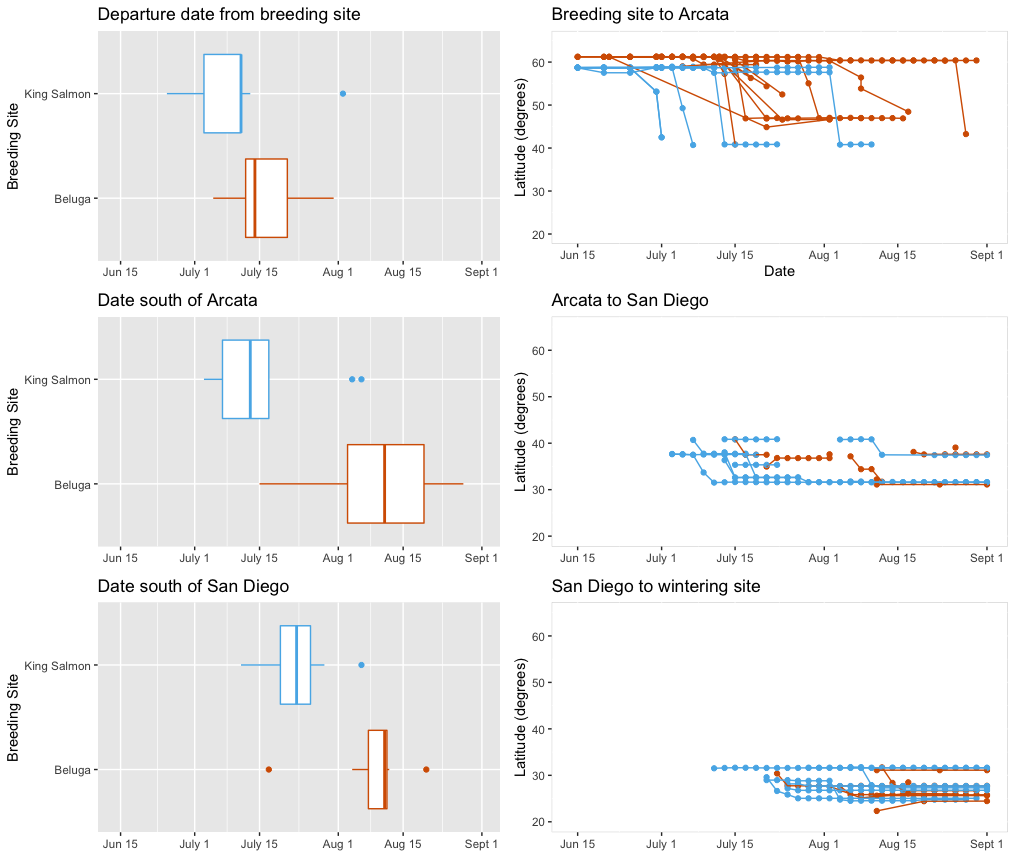 Departure date from breeding site
Breeding Site
King Salmon
Beluga
Jun 15 July 1 July 15 Aug 1 Aug 15 Sept 1
Breeding site to Arcata
Latitude (degrees)
60
50
40
30
20
Jun 15 July 1 July 15 Aug 1 Aug 15 Sept 1
Date
Date south of Arcata
Breeding Site
King Salmon
Beluga
Jun 15 July 1 July 15 Aug 1 Aug 15 Sept 1
Arcata to San Diego
Latitude (degrees)
60
50
40
30
20
Jun 15 July 1 July 15 Aug 1 Aug 15 Sept 1
Date south of San Diego
Breeding Site
King Salmon
Beluga
Jun 15 July 1 July 15 Aug 1 Aug 15 Sept 1
San Diego to wintering site
Latitude (degrees)
60
50
40
30
20
Jun 15 July 1 July 15 Aug 1 Aug 15 Sept 1